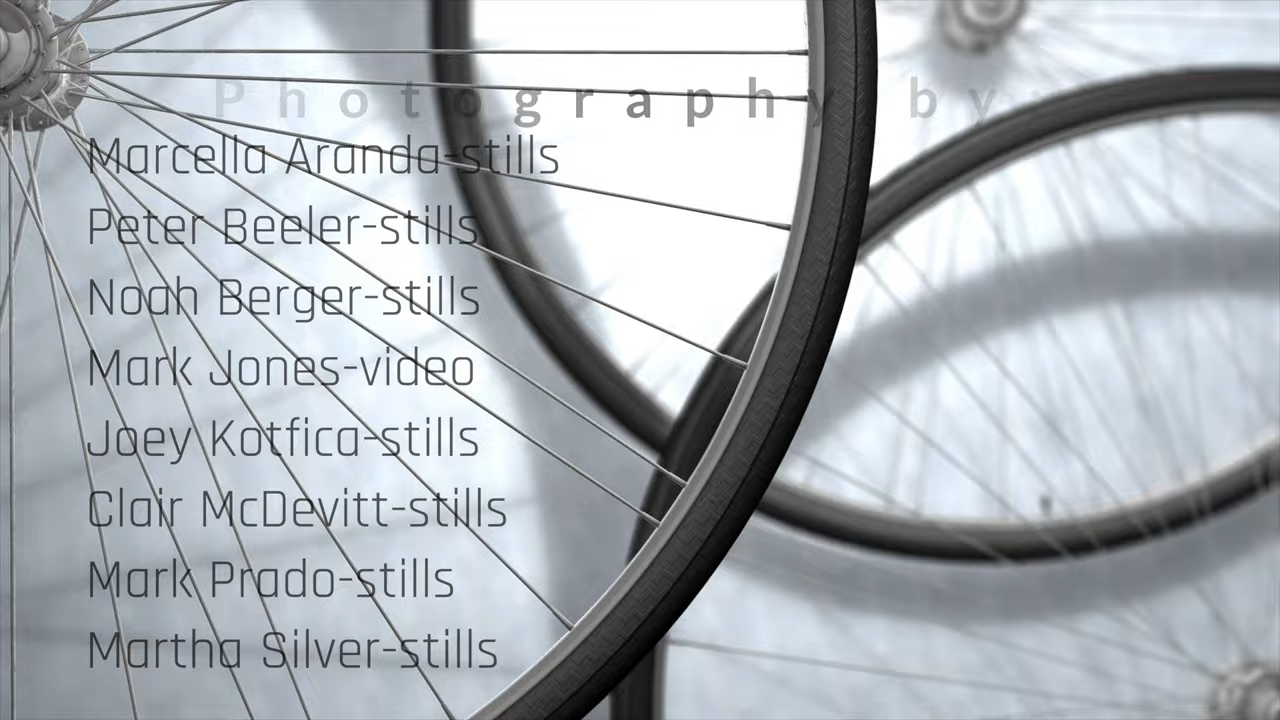 Photography by
Marcella Aranda-stills
Peter Beeler-stills
Noah Berger-stills
Mark Jones-video
Joey Kotfica-stills
Clair McDevitt-stills
Mark Prado-stills
Martha Silver-stills